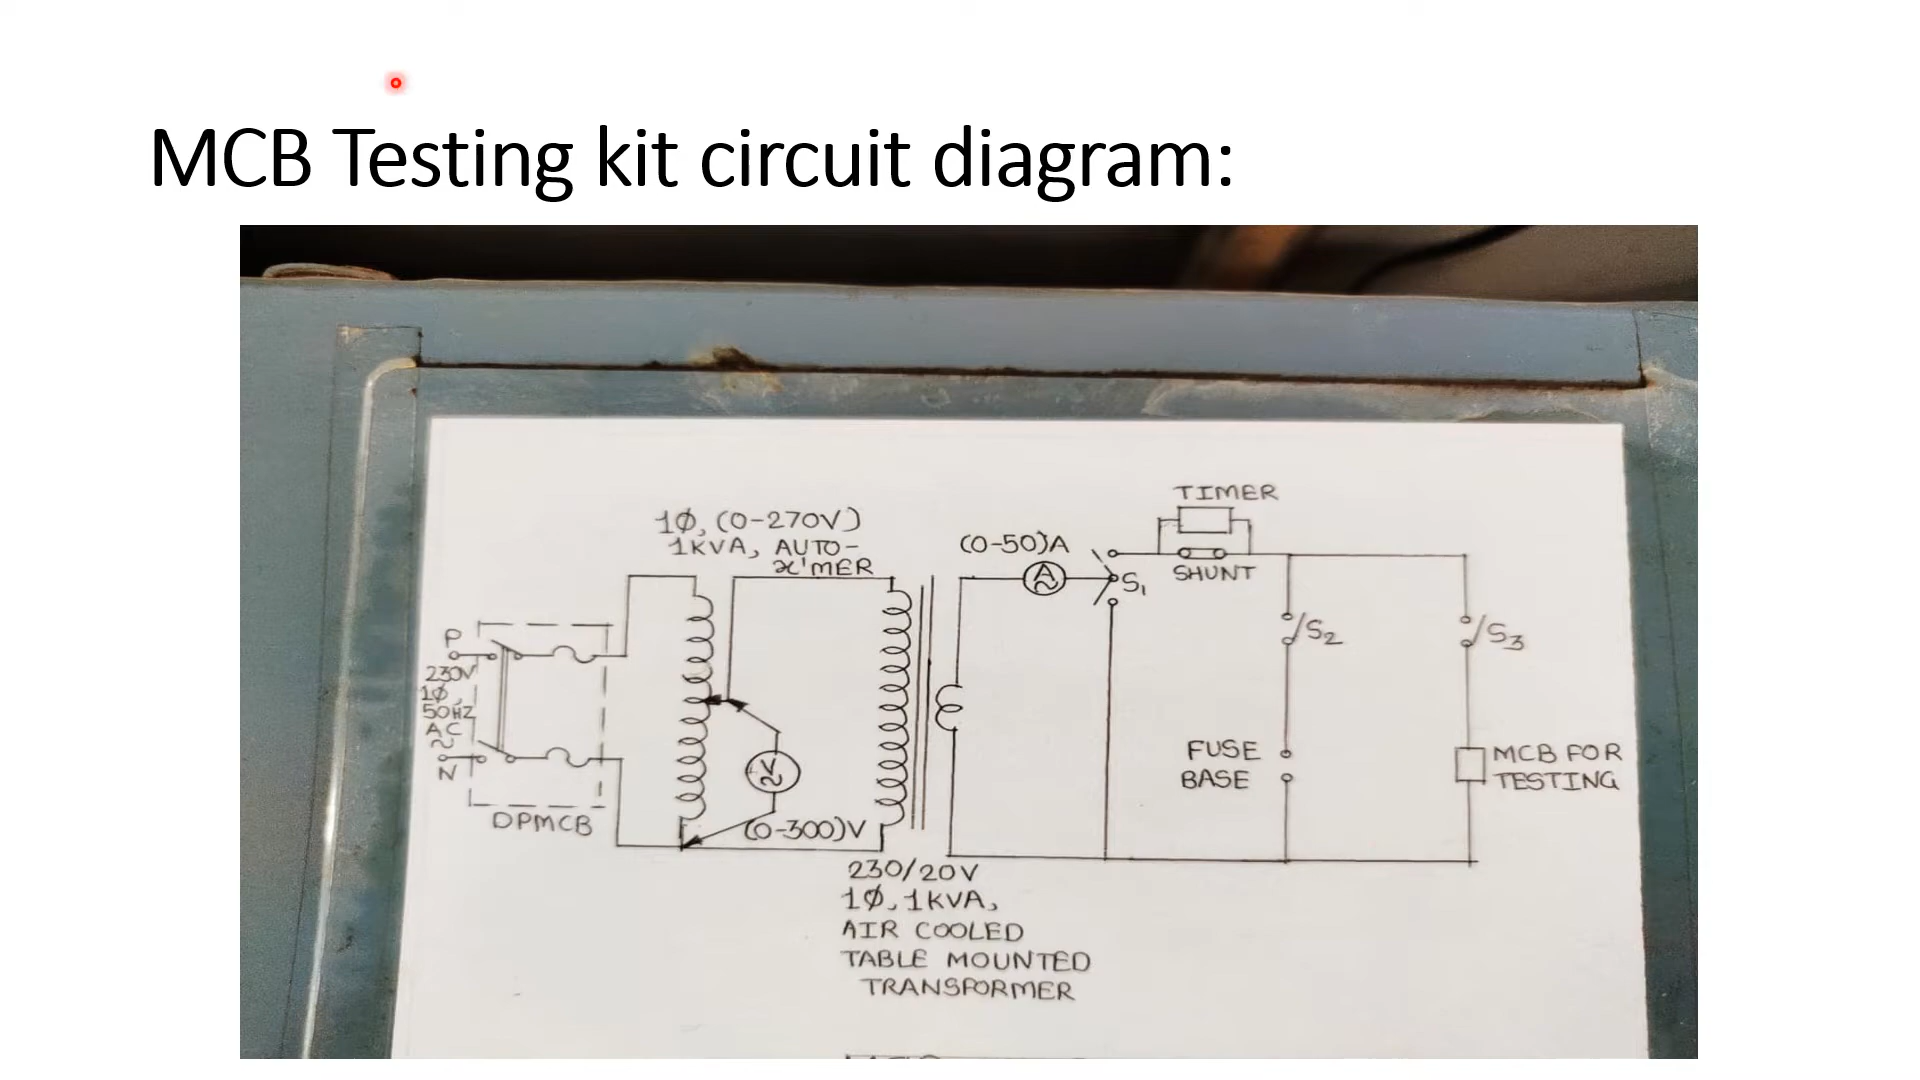 MCB Testing kit circuit diagram:
TIMER
1Ø, (0-270V)
1KVA, AUTO-
x'MER
(0-50)A
A
~
S1
SHUNT
P
230V
1Ø,
50HZ
AC
~
N
DPMCB
(0-300)V
S2
S3
FUSE
BASE
MCB FOR
TESTING
230/20V
1Ø, 1KVA,
AIR COOLED
TABLE MOUNTED
TRANSFORMER